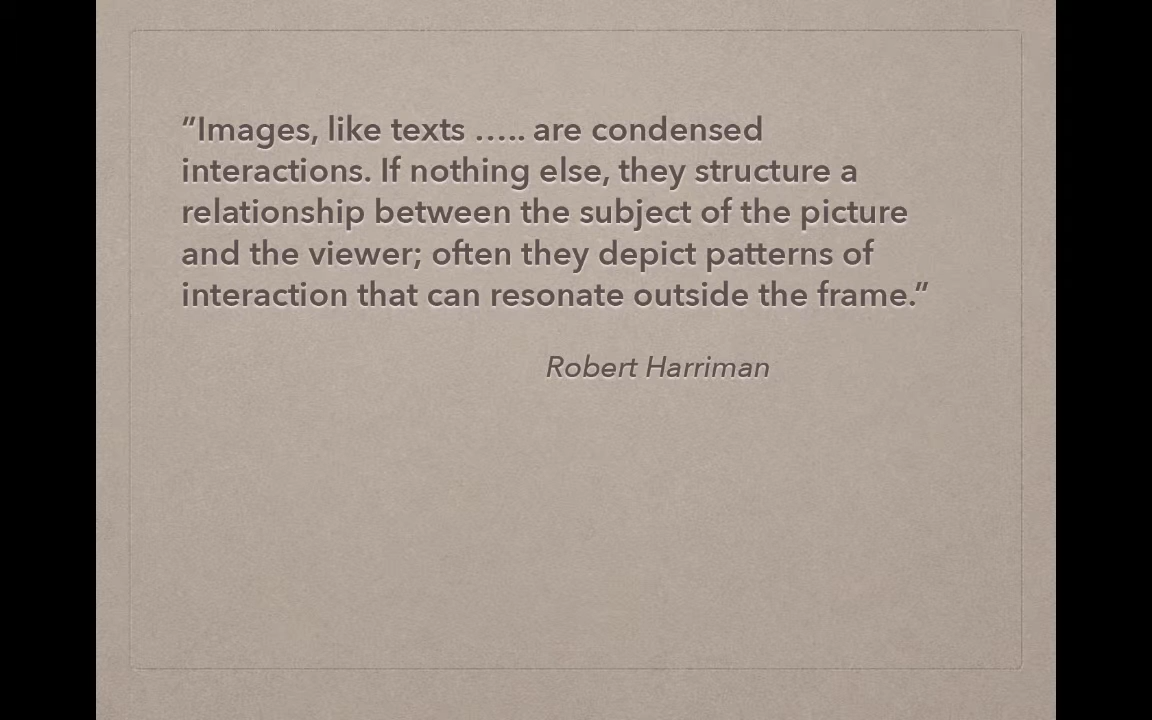 "Images, like texts ..... are condensed
interactions. If nothing else, they structure a
relationship between the subject of the picture
and the viewer; often they depict patterns of
interaction that can resonate outside the frame."
Robert Harriman